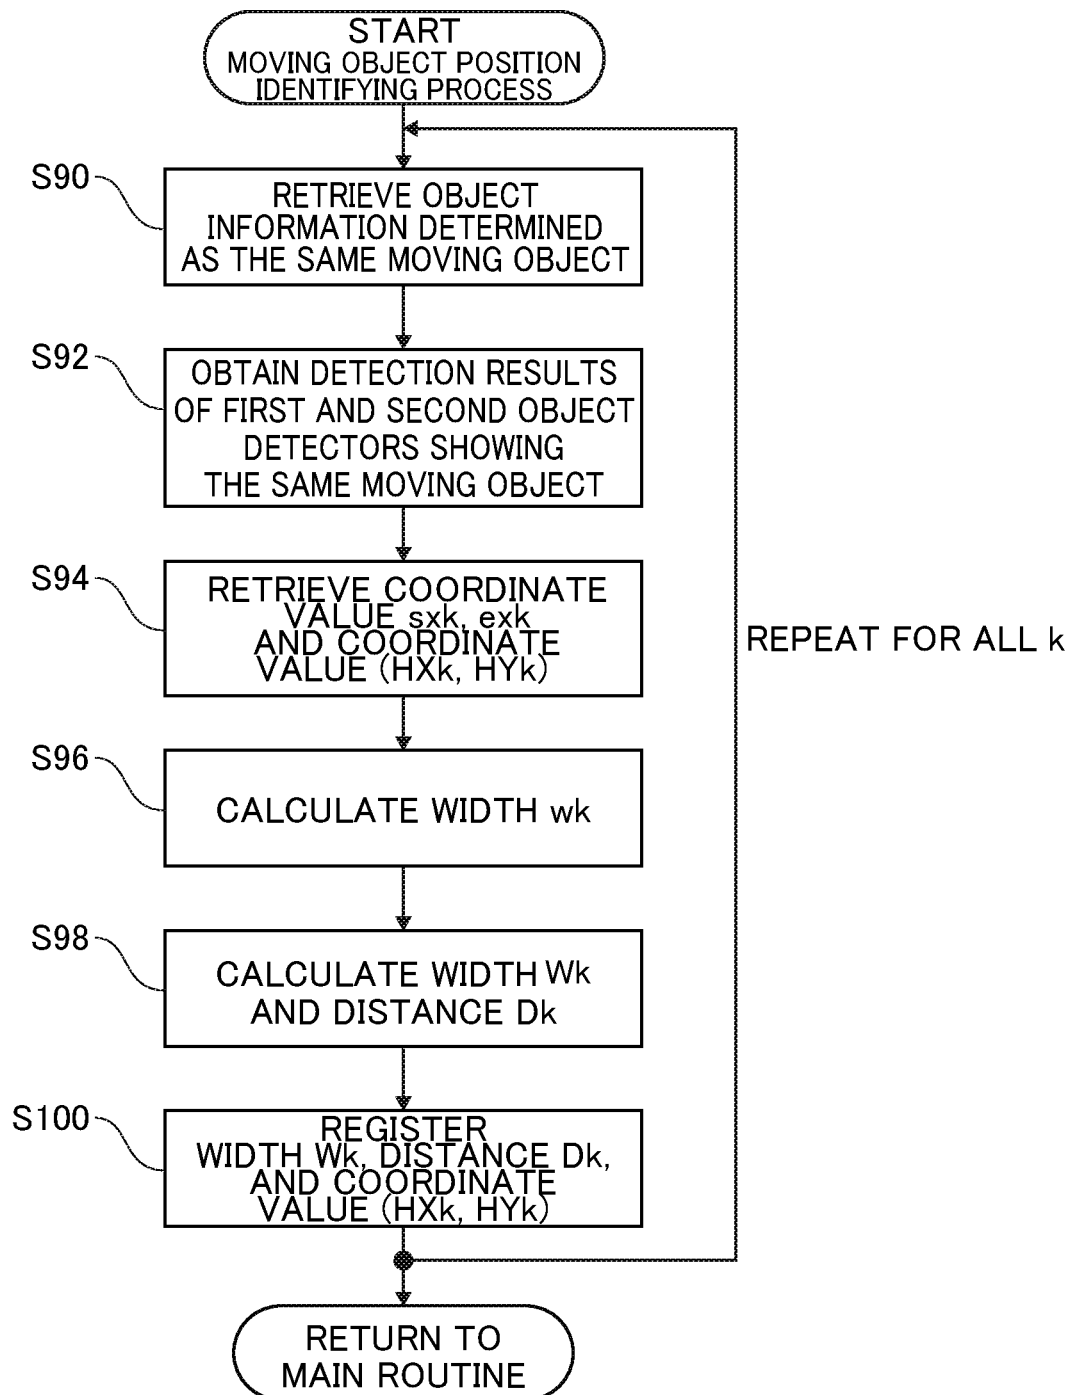 START
MOVING OBJECT POSITION
IDENTIFYING PROCESS
S90
RETRIEVE OBJECT
INFORMATION DETERMINED
AS THE SAME MOVING OBJECT
S92
OBTAIN DETECTION RESULTS
OF FIRST AND SECOND OBJECT
DETECTORS SHOWING
THE SAME MOVING OBJECT
S94
RETRIEVE COORDINATE
VALUE sxk, exk
AND COORDINATE
VALUE (HXk, HYk)
REPEAT FOR ALL k
S96
CALCULATE WIDTH wk
S98
CALCULATE WIDTH Wk
AND DISTANCE Dk
S100
REGISTER
WIDTH Wk, DISTANCE Dk,
AND COORDINATE
VALUE (HXk, HYk)
RETURN TO
MAIN ROUTINE